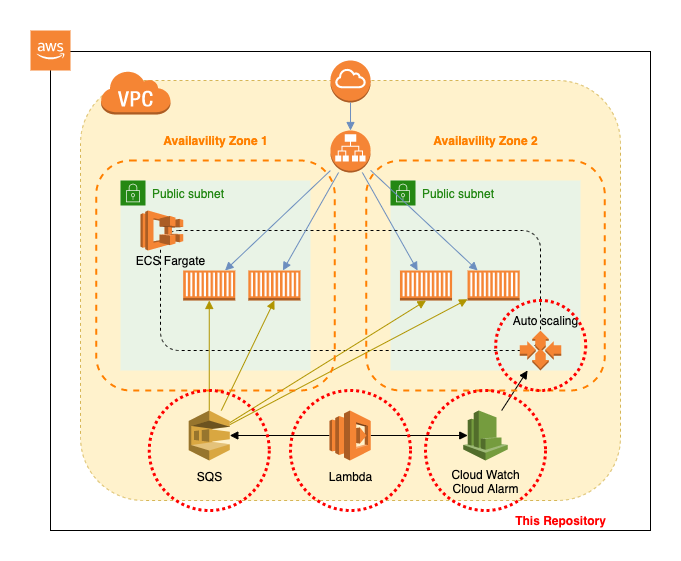 aws
VPC
Availavility Zone 1
Availavility Zone 2
Public subnet
Public subnet
ECS Fargate
Auto scaling
SQS
Lambda
Cloud Watch
Cloud Alarm
This Repository